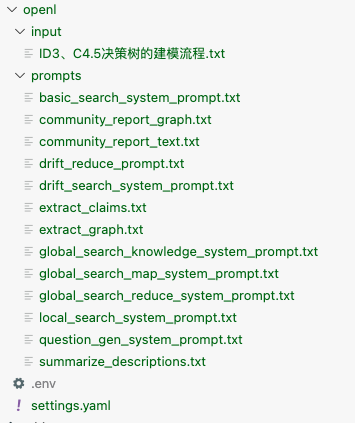 openl
input
ID3、C4.5决策树的建模流程.txt
prompts
basic_search_system_prompt.txt
community_report_graph.txt
community_report_text.txt
drift_reduce_prompt.txt
drift_search_system_prompt.txt
extract_claims.txt
extract_graph.txt
global_search_knowledge_system_prompt.txt
global_search_map_system_prompt.txt
global_search_reduce_system_prompt.txt
local_search_system_prompt.txt
question_gen_system_prompt.txt
summarize_descriptions.txt
.env
! settings.yaml